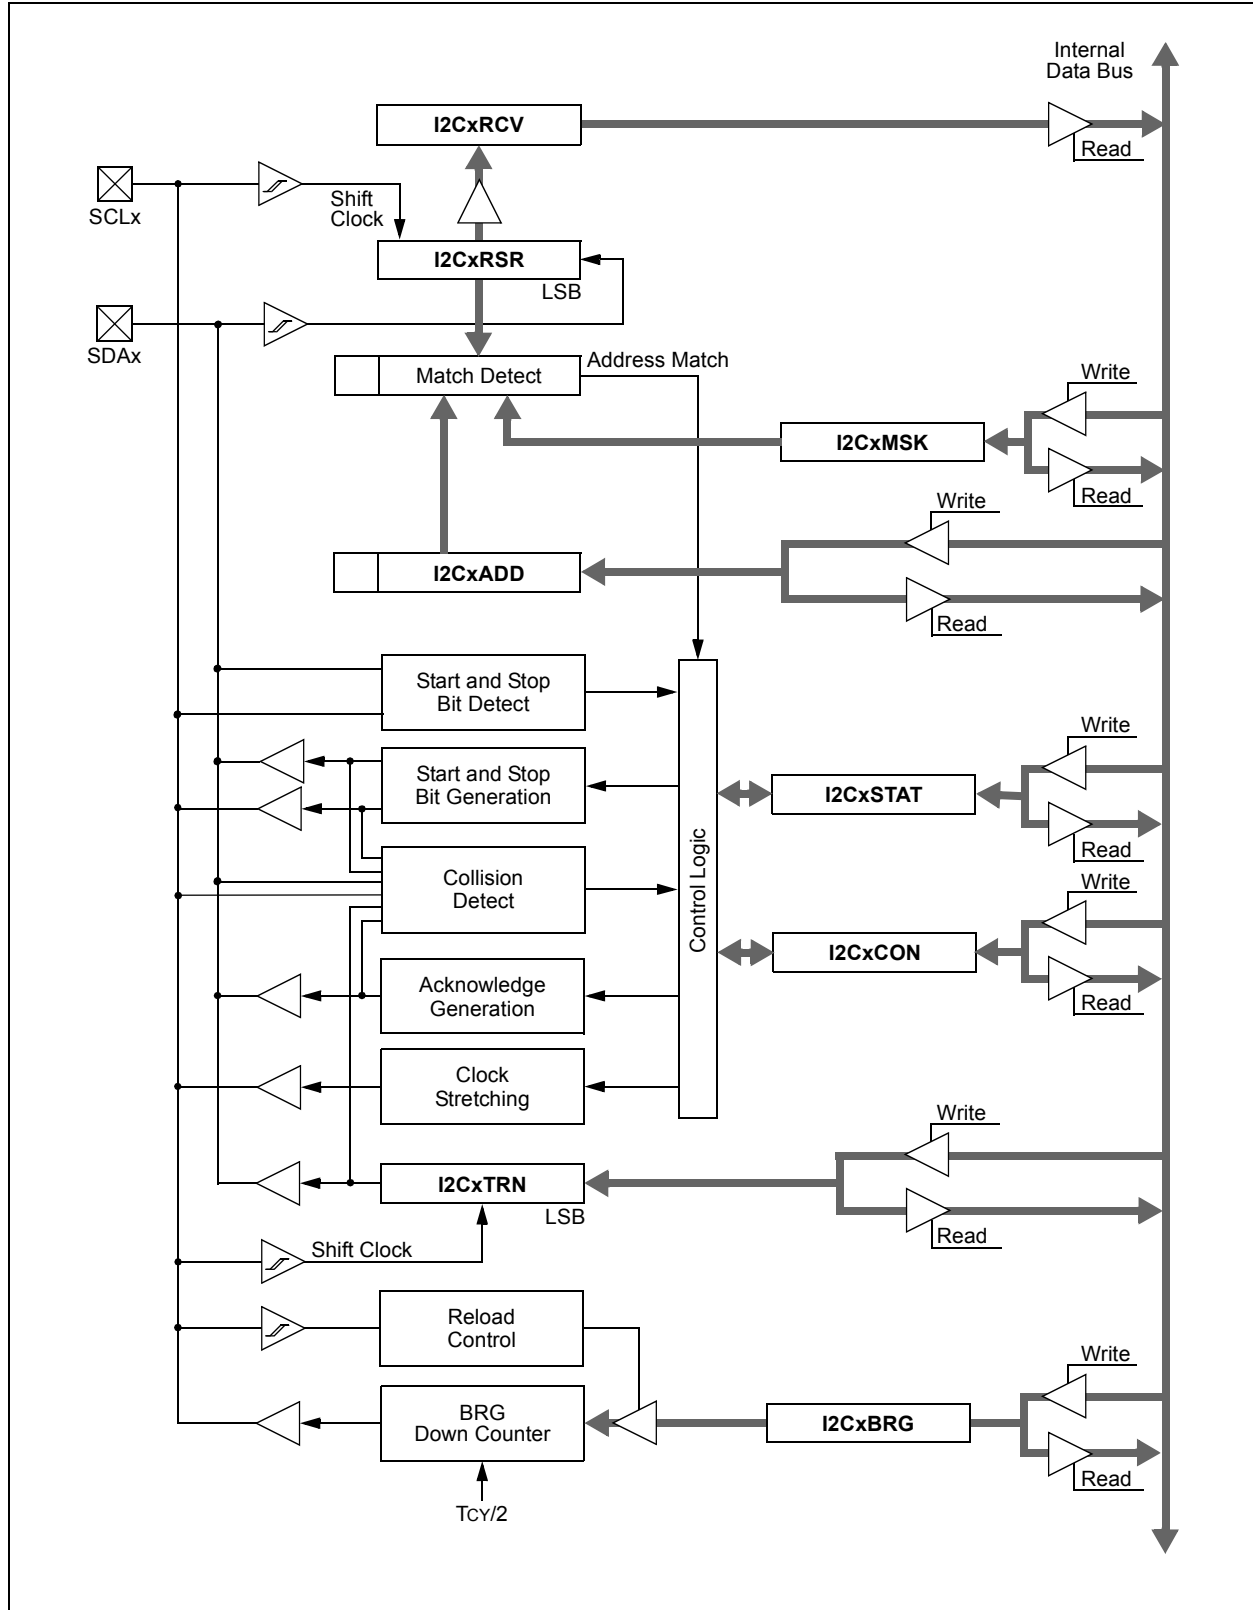 Internal
Data Bus
I2CxRCV
Read
SCLx
Shift
Clock
I2CxRSR
LSB
SDAx
Address Match
Match Detect
Write
I2CxMSK
Read
Write
I2CxADD
Read
Start and Stop
Bit Detect
Write
Start and Stop
Bit Generation
I2CxSTAT
Read
Control Logic
Collision
Detect
Write
I2CxCON
Read
Acknowledge
Generation
Clock
Stretching
Write
I2CxTRN
LSB
Read
Shift Clock
Reload
Control
Write
BRG
Down Counter
I2CxBRG
Read
TCY/2